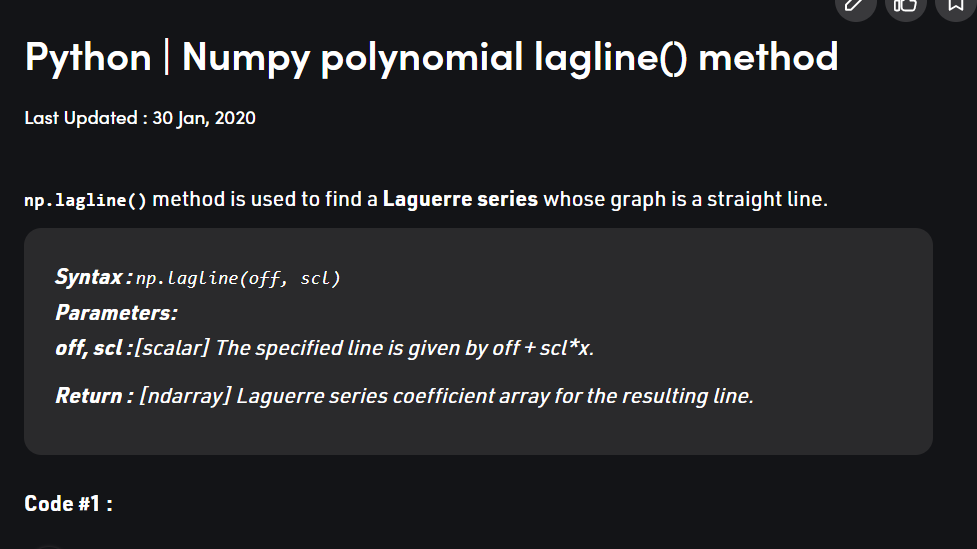 Python | Numpy polynomial lagline() method
Last Updated : 30 Jan, 2020
np.lagline() method is used to find a Laguerre series whose graph is a straight line.
Syntax : np.lagline(off, scl)
Parameters:
off, scl :[scalar] The specified line is given by off + scl*x.
Return : [ndarray] Laguerre series coefficient array for the resulting line.
Code #1 :